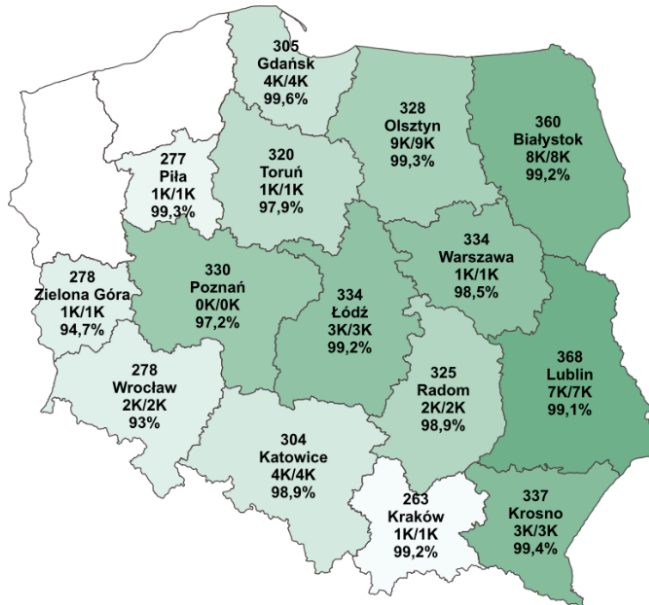 305
Gdańsk
4K/4K
99,6%
328
Olsztyn
9K/9K
99,3%
360
Białystok
8K/8K
99,2%
277
Piła
1K/1K
99,3%
320
Toruń
1K/1K
97,9%
334
Warszawa
1K/1K
98,5%
278
Zielona Góra
1K/1K
94,7%
330
Poznań
0K/0K
97,2%
334
Łódź
3K/3K
99,2%
368
Lublin
7K/7K
99,1%
278
Wrocław
2K/2K
93%
325
Radom
2K/2K
98,9%
304
Katowice
4K/4K
98,9%
263
Kraków
1K/1K
99,2%
337
Krosno
3K/3K
99,4%